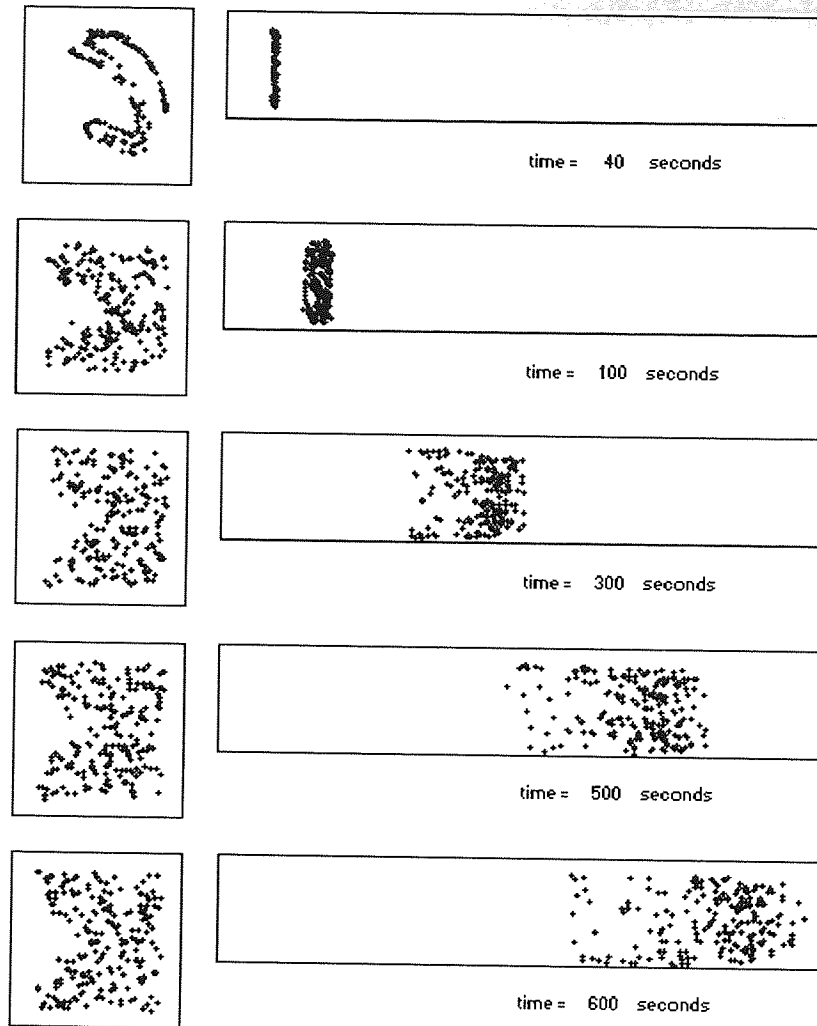 time = 40 seconds
time = 100 seconds
time = 300 seconds
time = 500 seconds
time = 600 seconds